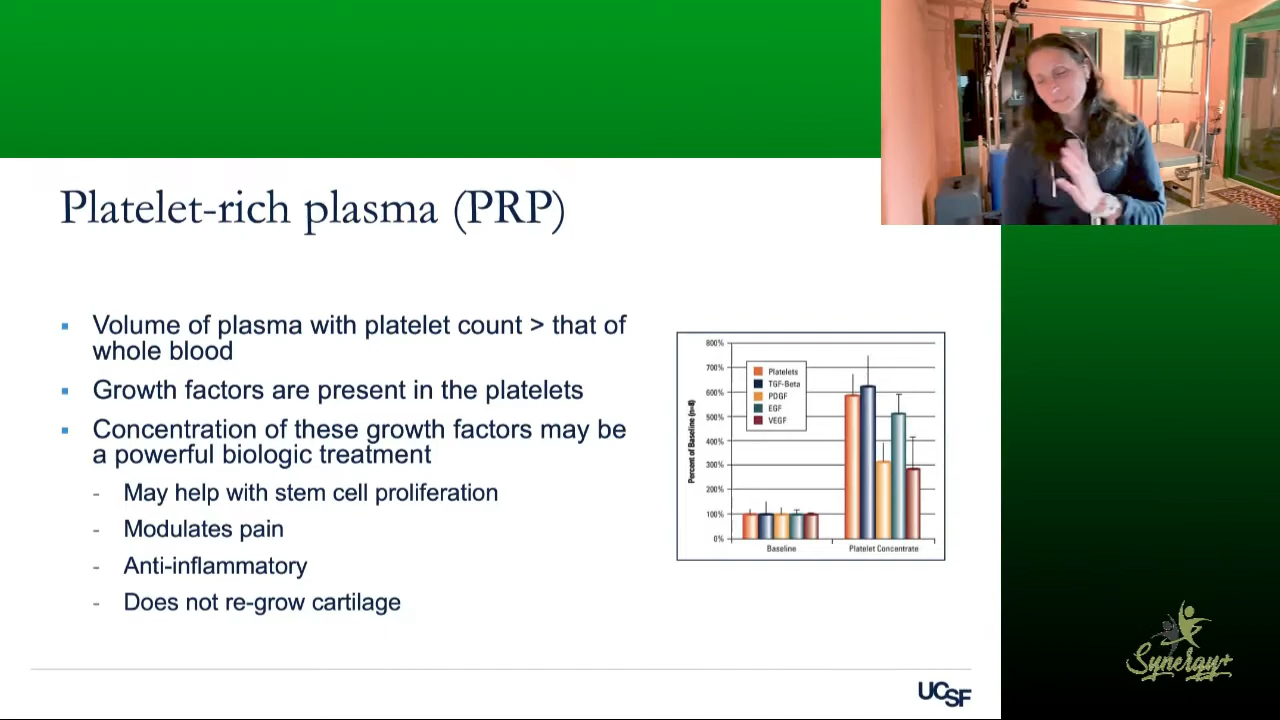 Platelet-rich plasma (PRP)
▪ Volume of plasma with platelet count > that of
whole blood
▪ Growth factors are present in the platelets
▪ Concentration of these growth factors may be
a powerful biologic treatment
- May help with stem cell proliferation
- Modulates pain
- Anti-inflammatory
- Does not re-grow cartilage
Percent of Baseline (n=8)
800%
700%
600%
500%
400%
300%
200%
100%
0%
Platelets
TGF-Beta
PDGF
EGF
VEGF
Baseline
Platelet Concentrate
UCSF
Synergy+